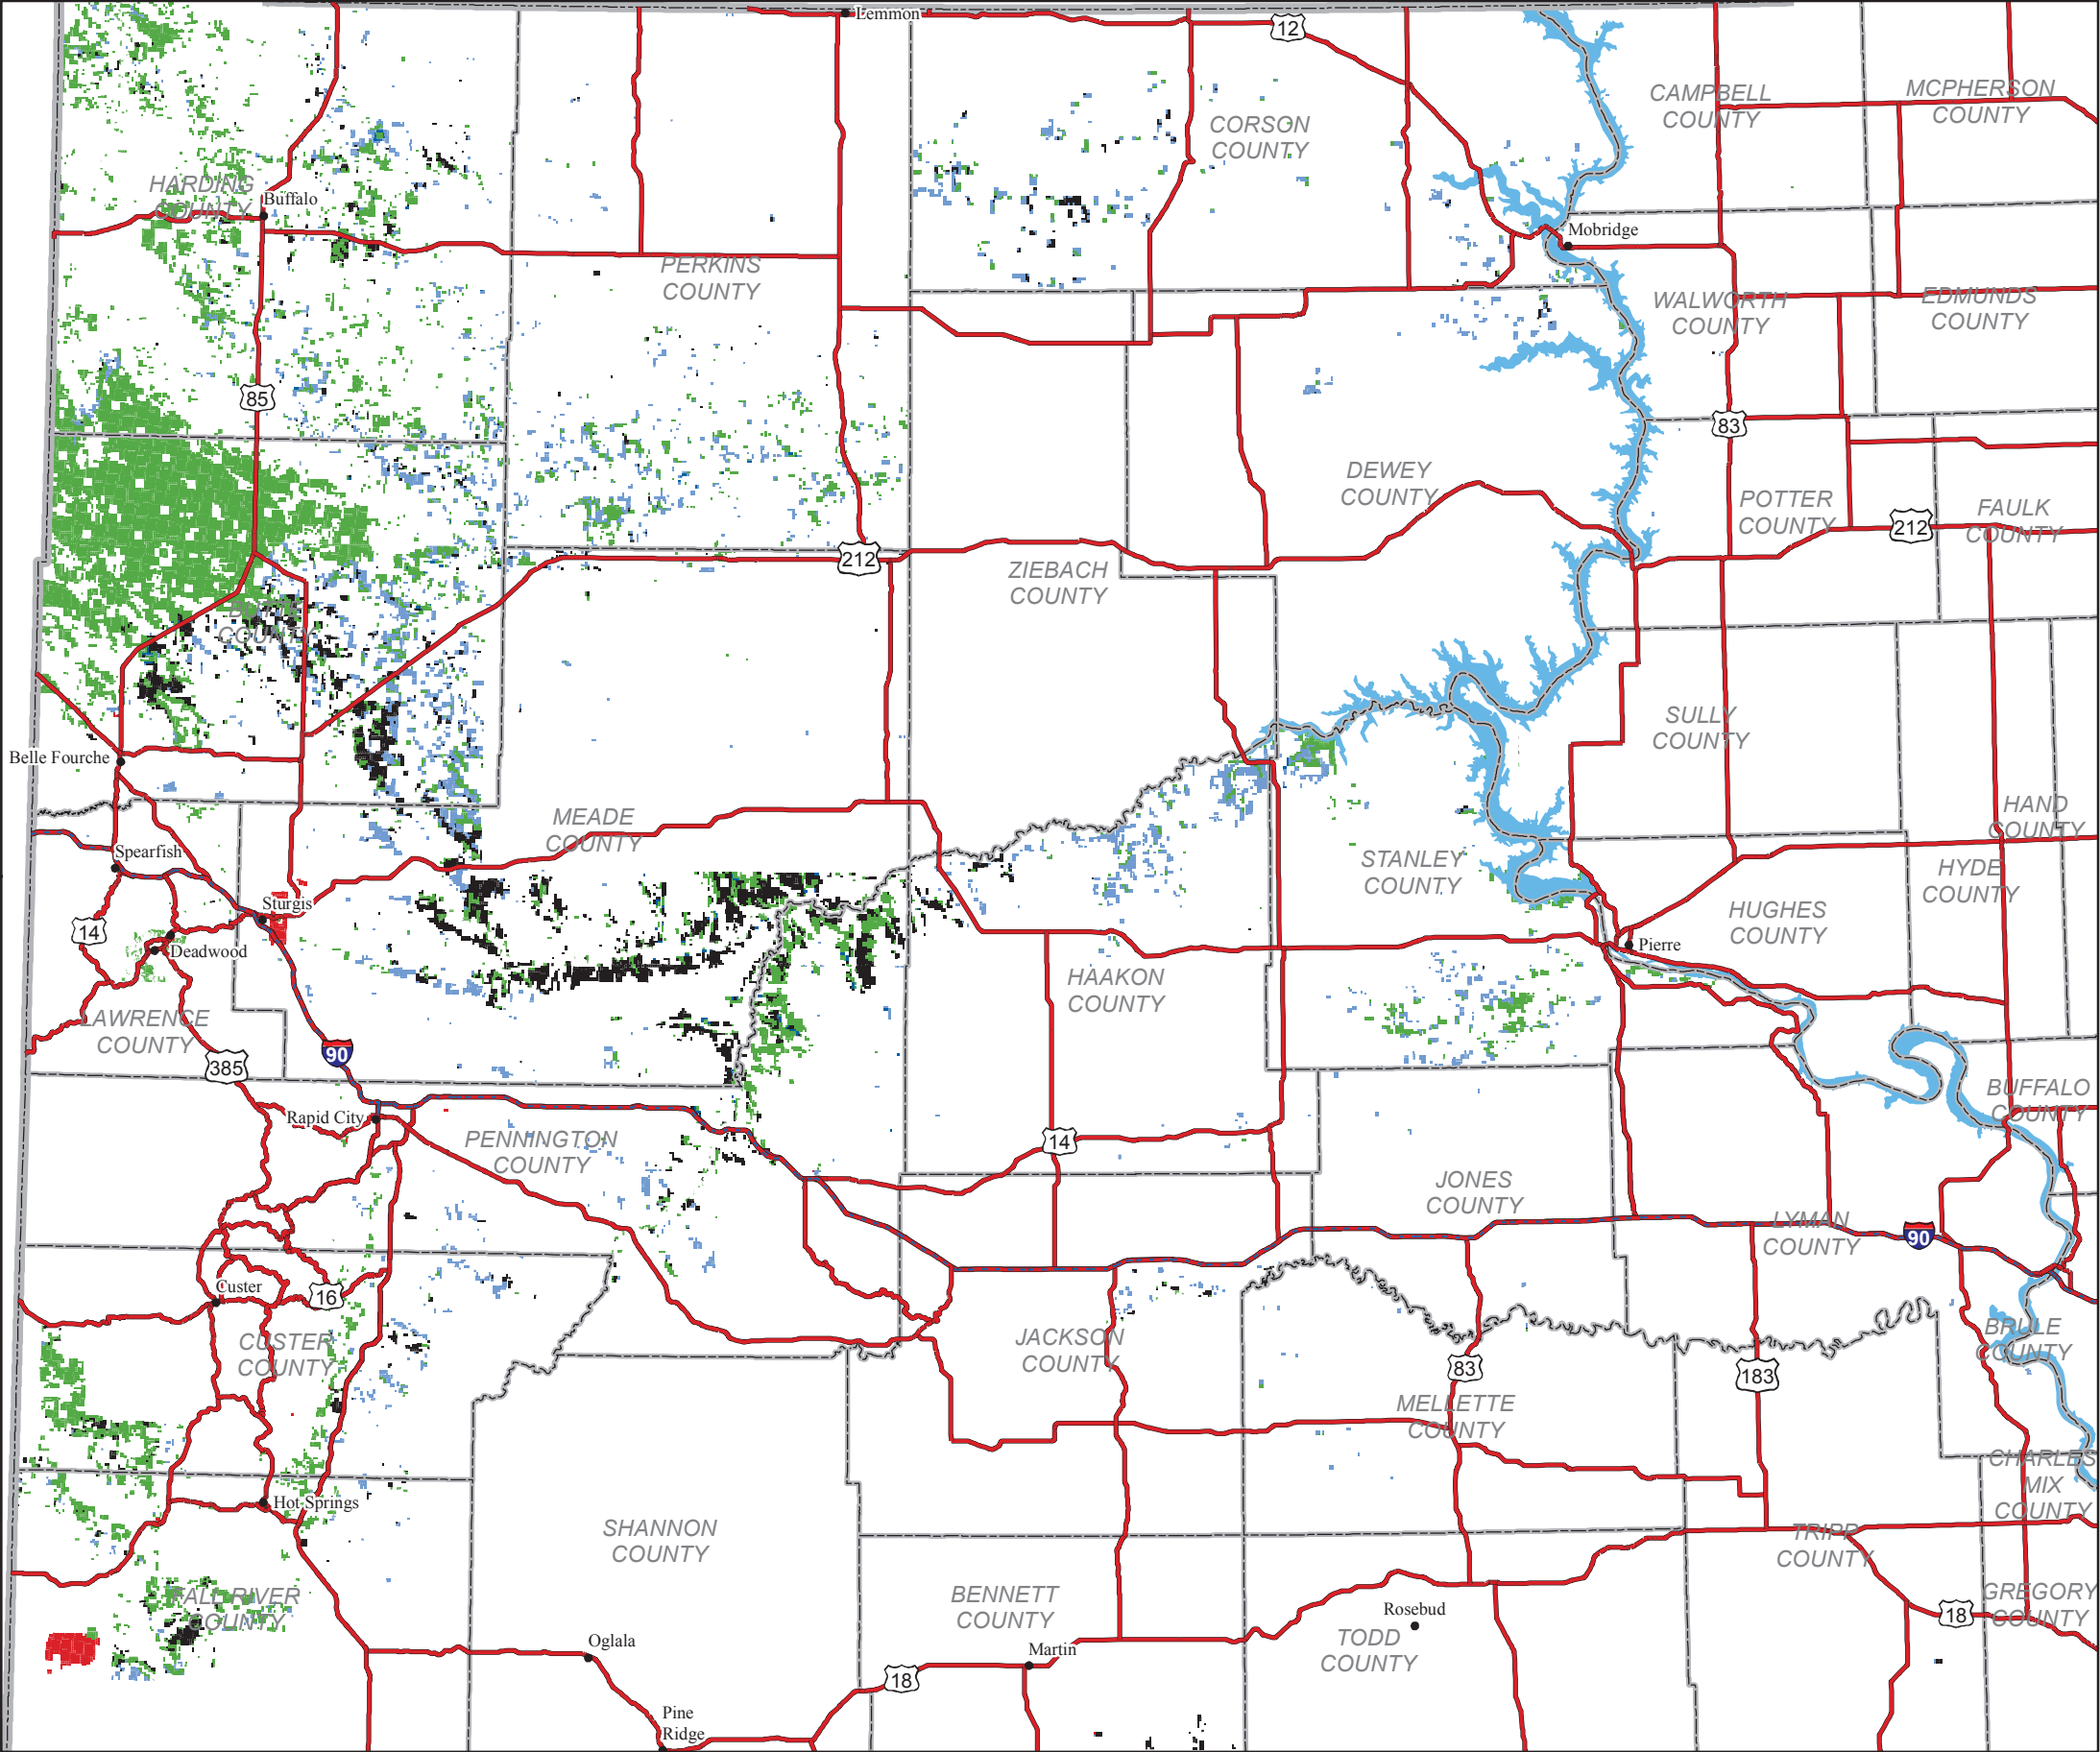 Lemmon
12
CAMPBELL
COUNTY
MCPHERSON
COUNTY
CORSON
COUNTY
HARDING
COUNTY
Buffalo
Mobridge
PERKINS
COUNTY
WALWORTH
COUNTY
EDMUNDS
COUNTY
85
83
DEWEY
COUNTY
POTTER
COUNTY
212
FAULK
COUNTY
212
ZIEBACH
COUNTY
COUNTY
SULLY
COUNTY
Belle Fourche
MEADE
COUNTY
HAND
COUNTY
Spearfish
STANLEY
COUNTY
HYDE
COUNTY
Sturgis
14
HUGHES
COUNTY
Deadwood
Pierre
HAAKON
COUNTY
LAWRENCE
COUNTY
90
385
BUFFALO
COUNTY
Rapid City
PENNINGTON
COUNTY
14
JONES
COUNTY
LYMAN
COUNTY
90
Custer
16
CUSTER
COUNTY
JACKSON
COUNTY
BRULE
COUNTY
83
183
MELLETTE
COUNTY
CHARLES
MIX
COUNTY
Hot Springs
SHANNON
COUNTY
TRIPP
COUNTY
FALL RIVER
COUNTY
BENNETT
COUNTY
GREGORY
COUNTY
Rosebud
18
TODD
COUNTY
Oglala
Martin
18
Pine
Ridge